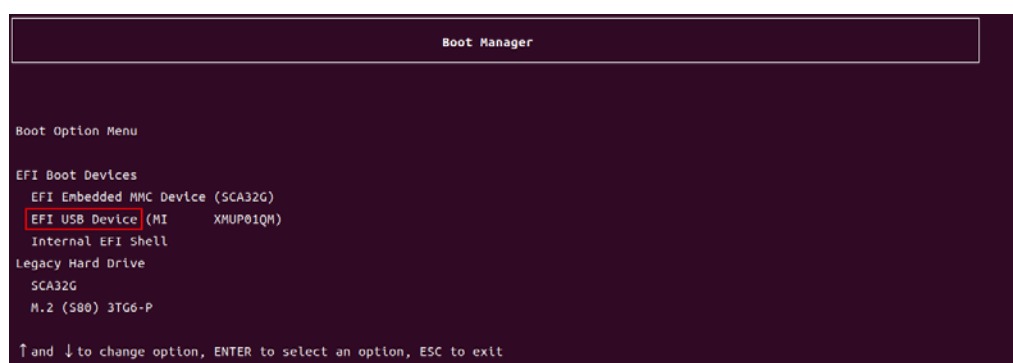 Boot Manager
Boot Option Menu
EFI Boot Devices
EFI Embedded MMC Device (SCA32G)
EFI USB Device (MI XMUP01QM)
Internal EFI Shell
Legacy Hard Drive
SCA32G
M.2 (S80) 3TG6-P
↑and ↓to change option, ENTER to select an option, ESC to exit